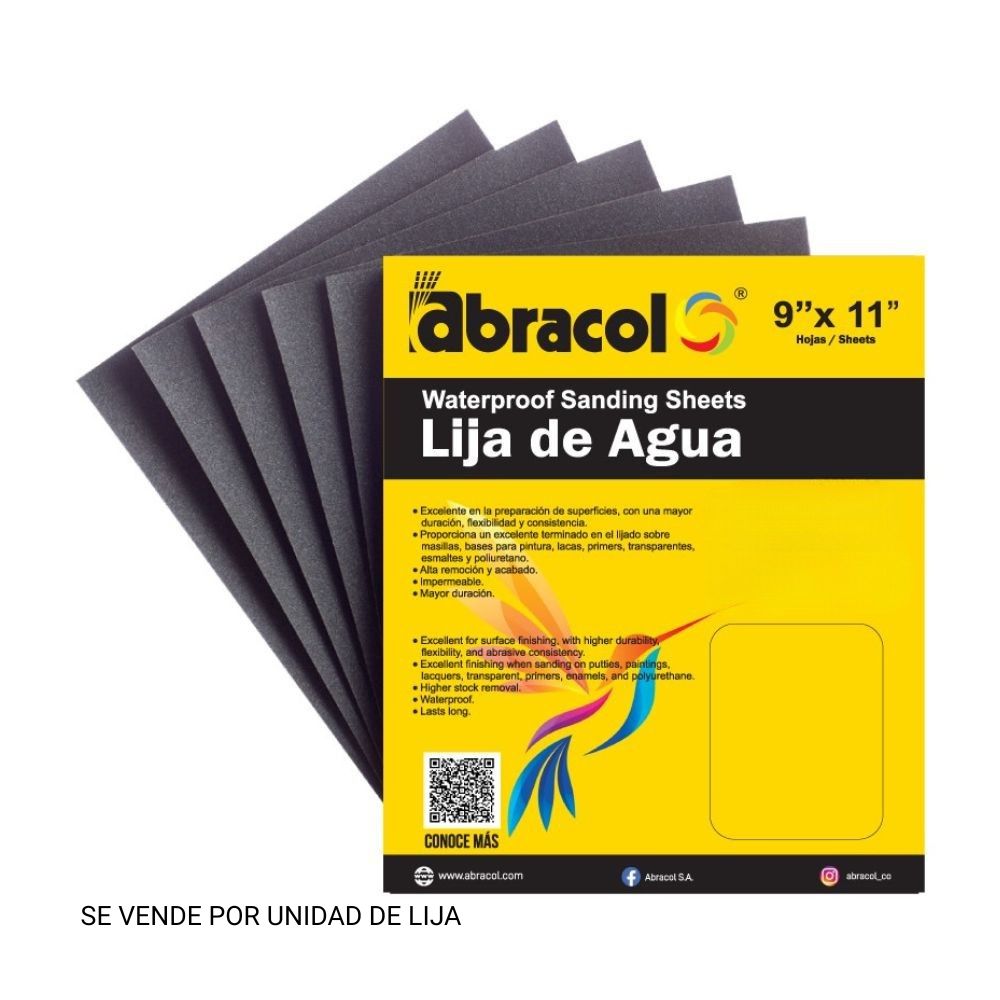 abracol ®
9”x 11”
Hojas / Sheets
Waterproof Sanding Sheets
Lija de Agua
• Excelente en la preparación de superficies, con una mayor
duración, flexibilidad y consistencia.
• Proporciona un excelente terminado en el lijado sobre
masillas, bases para pintura, lacas, primers, transparentes,
esmaltes y poliuretano.
• Alta remoción y acabado.
• Impermeable.
• Mayor duración.
• Excellent for surface finishing, with higher durability,
flexibility, and abrasive consistency.
• Excellent finishing when sanding on putties, paintings,
lacquers, transparent, primers, enamels, and polyurethane.
• Higher stock removal.
• Waterproof.
• Lasts long.
CONOCE MÁS
www.abracol.com
Abracol S.A.
abracol_co
SE VENDE POR UNIDAD DE LIJA